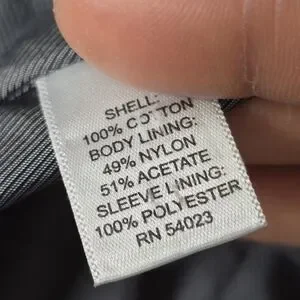 SHELL:
100% COTTON
BODY LINING:
49% NYLON
51% ACETATE
SLEEVE LINING:
100% POLYESTER
RN 54023